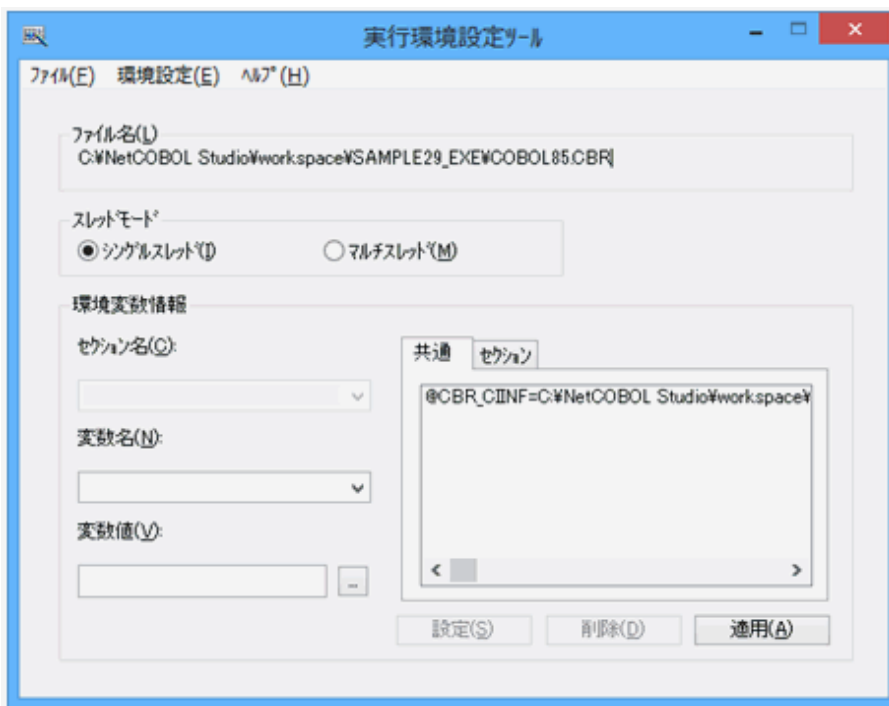 実行環境設定ﾂｰﾙ
ﾌｧｲﾙ(F) 環境設定(E) ﾍﾙﾌﾟ(H)
ﾌｧｲﾙ名(L)
C:¥NetCOBOL Studio¥workspace¥SAMPLE29_EXE¥COBOL85.CBR
ｽﾚｯﾄﾞﾓｰﾄﾞ
ｼﾝｸﾞﾙｽﾚｯﾄﾞ(I) ﾏﾙﾁｽﾚｯﾄﾞ(M)
環境変数情報
ｾｸｼｮﾝ名(C):
共通 ｾｸｼｮﾝ
@CBR_CIINF=C:¥NetCOBOL Studio¥workspace¥
変数名(N):
変数値(V):
...
設定(S) 削除(D) 適用(A)